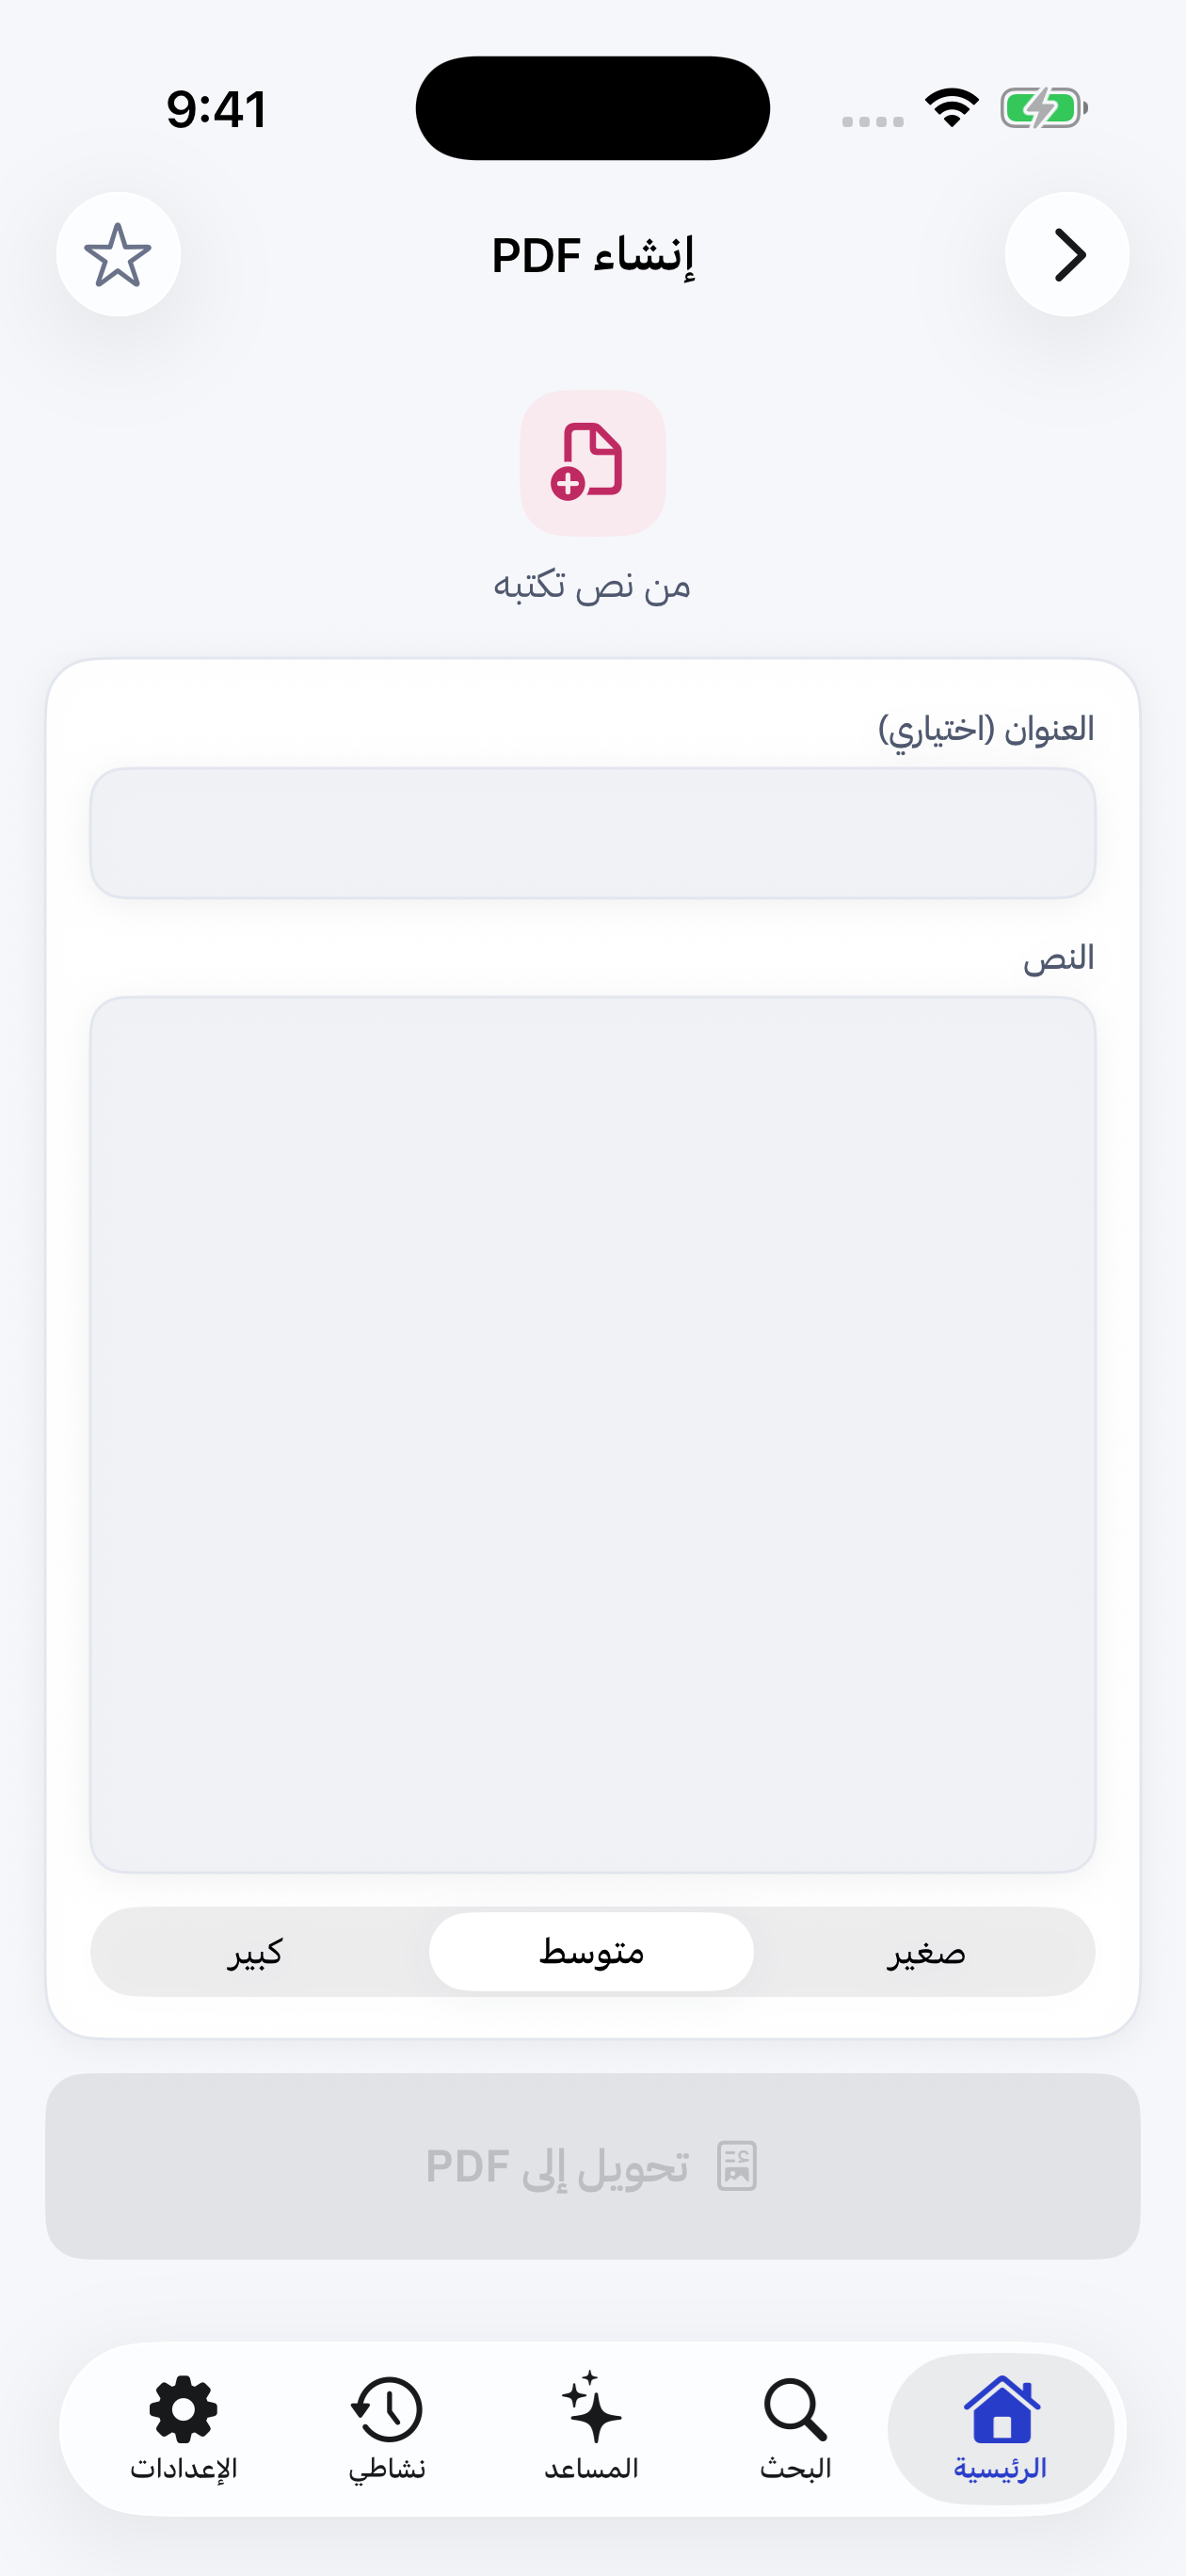 9:41
إنشاء PDF
من نص تكتبه
العنوان (اختياري)
النص
صغير
متوسط
كبير
تحويل إلى PDF
الرئيسية
البحث
المساعد
نشاطي
الإعدادات